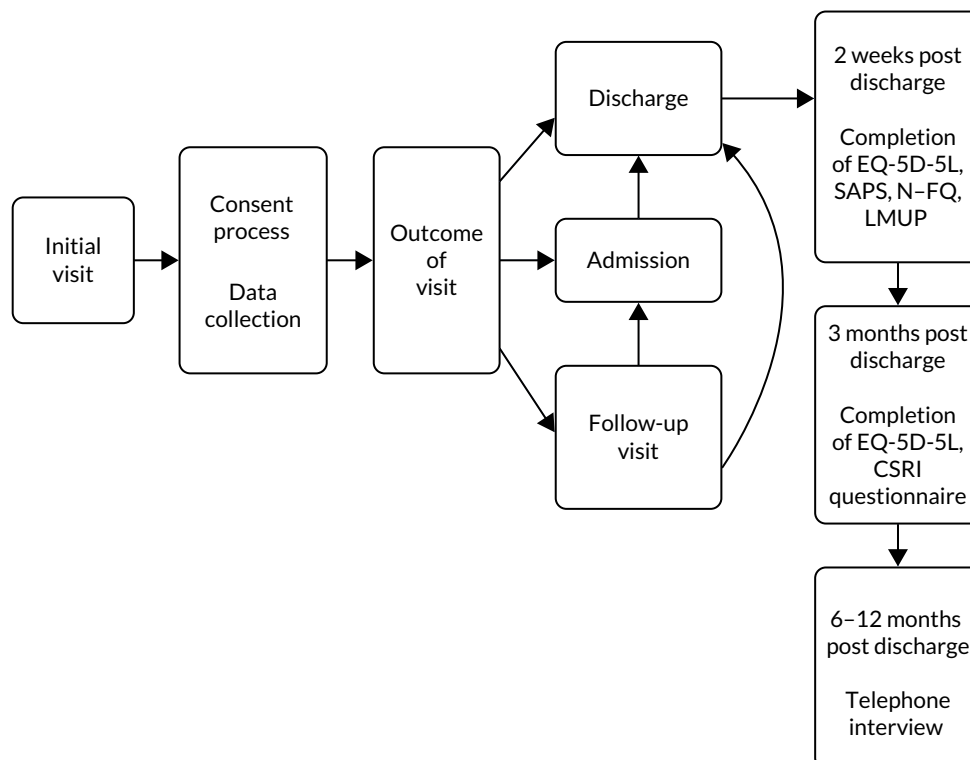 Initial
visit
Consent
process
Data
collection
Outcome
of
visit
Discharge
Admission
Follow-up
visit
2 weeks post
discharge
Completion
of EQ-5D-5L,
SAPS, N–FQ,
LMUP
3 months post
discharge
Completion
of EQ-5D-5L,
CSRI
questionnaire
6–12 months
post discharge
Telephone
interview